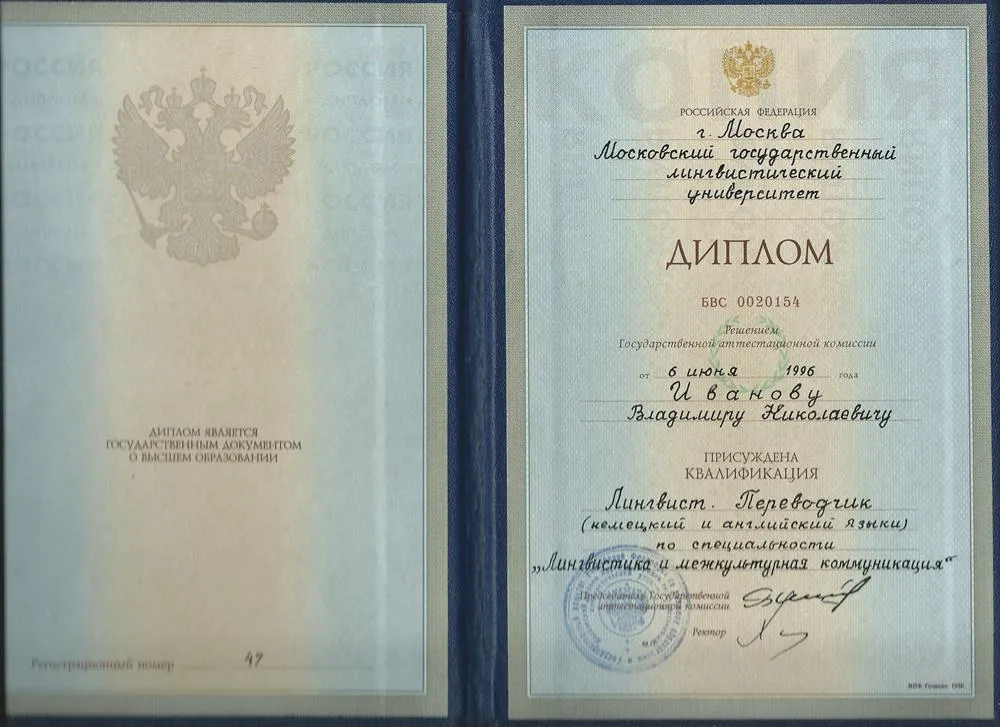 ДИПЛОМ ЯВЛЯЕТСЯ
ГОСУДАРСТВЕННЫМ ДОКУМЕНТОМ
О ВЫСШЕМ ОБРАЗОВАНИИ
Регистрационный номер 47
РОССИЙСКАЯ ФЕДЕРАЦИЯ
г. Москва
Московский государственный
лингвистический
университет
ДИПЛОМ
БВС 0020154
Решением
Государственной аттестационной комиссии
от 6 июня 1996 года
Иванову
Владимиру Николаевичу
ПРИСУЖДЕНА
КВАЛИФИКАЦИЯ
Лингвист. Переводчик
(немецкий и английский языки)
по специальности
„Лингвистика и межкультурная коммуникация“
Председатель Государственной
аттестационной комиссии
Ректор
М.П.